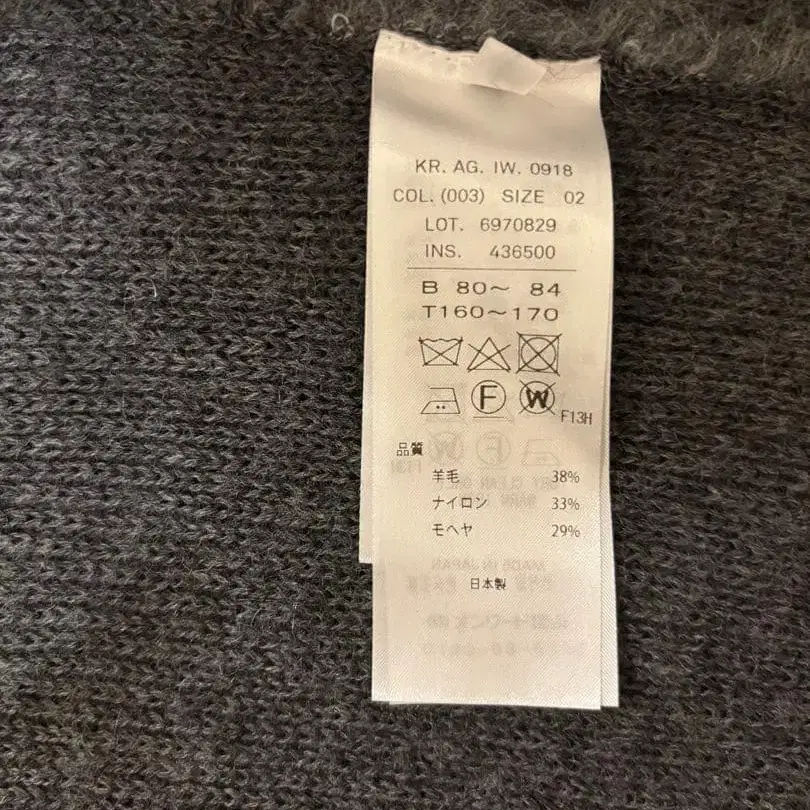 KR. AG. IW. 0918
COL. (003) SIZE 02
LOT. 6970829
INS. 436500
B 80～ 84
T160～170
F W F13H
品質
羊毛 38%
ナイロン 33%
モヘヤ 29%
日本製